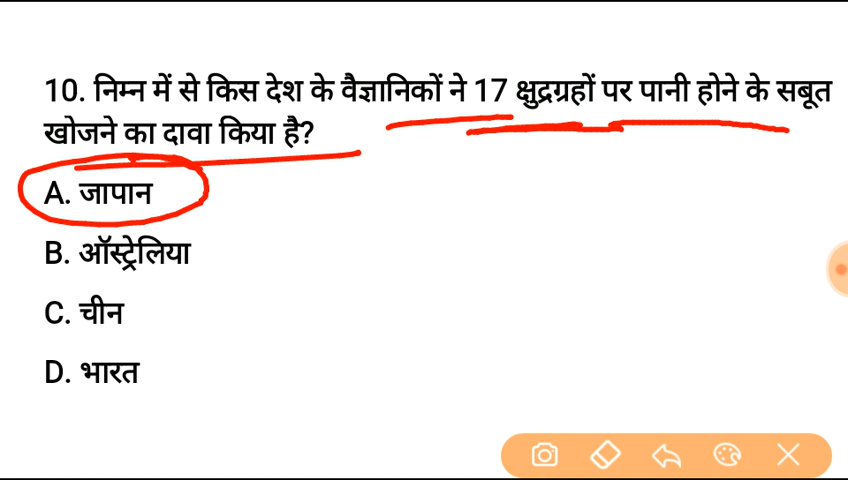 10. निम्न में से किस देश के वैज्ञानिकों ने 17 क्षुद्रग्रहों पर पानी होने के सबूत
खोजने का दावा किया है?
A. जापान
B. ऑस्ट्रेलिया
C. चीन
D. भारत